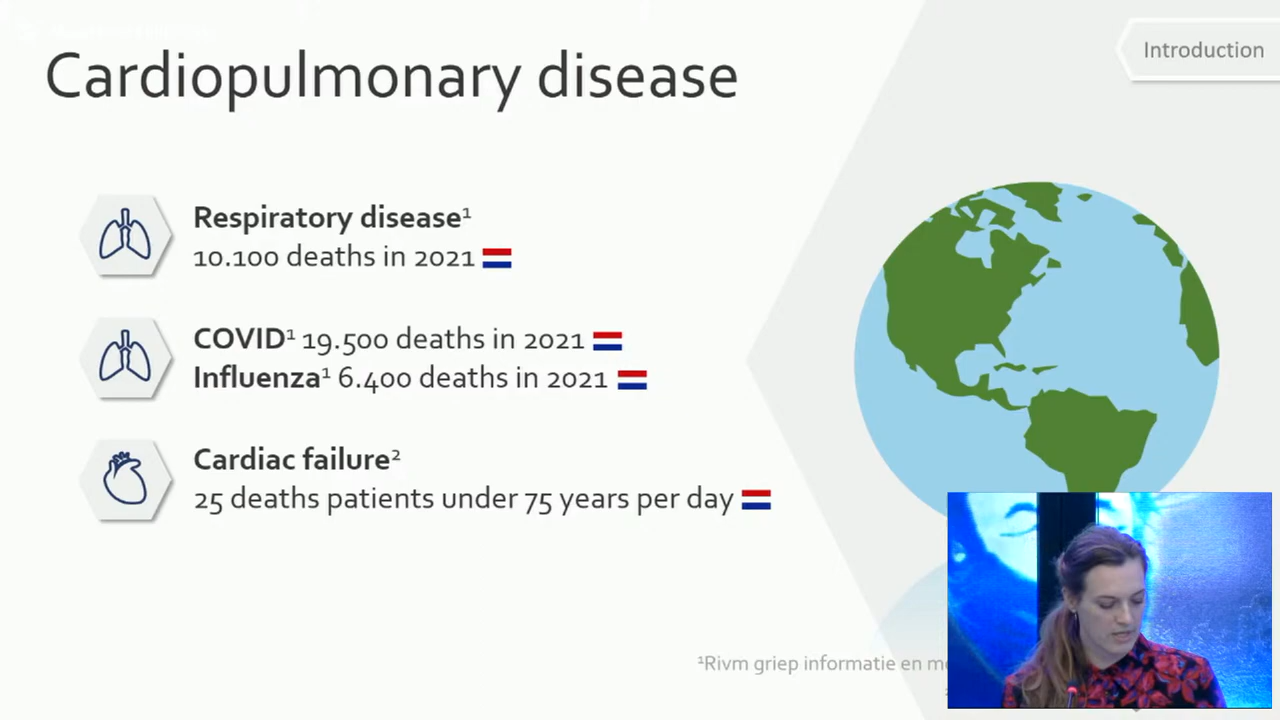 Cardiopulmonary disease
Introduction
Respiratory disease¹
10.100 deaths in 2021
COVID¹ 19.500 deaths in 2021
Influenza¹ 6.400 deaths in 2021
Cardiac failure²
25 deaths patients under 75 years per day
¹Rivm griep informatie en